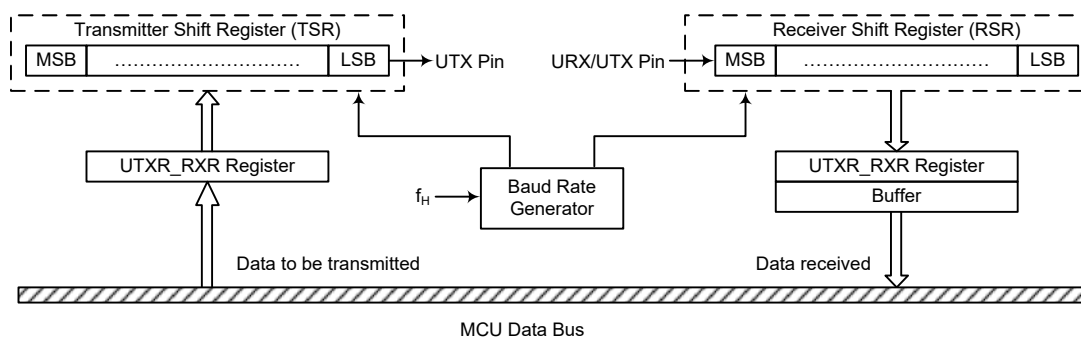 Transmitter Shift Register (TSR)
MSB ................................ LSB
UTX Pin
Receiver Shift Register (RSR)
URX/UTX Pin
MSB ................................ LSB
UTXR_RXR Register
fH
Baud Rate
Generator
UTXR_RXR Register
Buffer
Data to be transmitted
Data received
MCU Data Bus